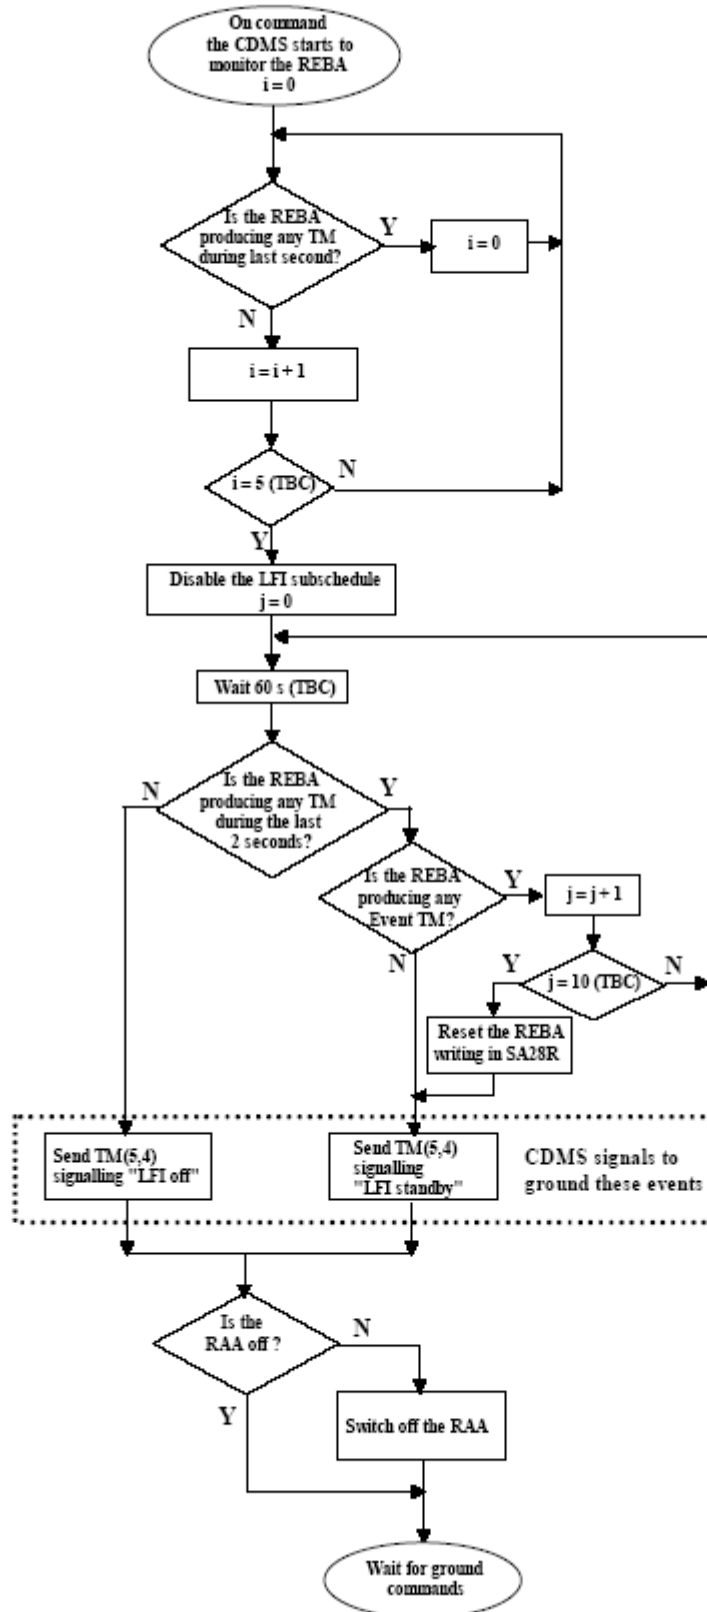 On command
the CDMS starts to
monitor the REBA
i = 0
Is the REBA
producing any TM
during last second?
Y
i = 0
N
i = i + 1
i = 5 (TBC)
N
Y
Disable the LFI subschedule
j = 0
Wait 60 s (TBC)
Is the REBA
producing any TM
during the last
2 seconds?
N
Y
Is the REBA
producing any
Event TM?
Y
j = j + 1
N
j = 10 (TBC)
Y
N
Reset the REBA
writing in SA28R
Send TM(5,4)
signalling "LFI off"
Send TM(5,4)
signalling
"LFI standby"
CDMS signals to
ground these events
Is the
RAA off ?
N
Y
Switch off the RAA
Wait for ground
commands